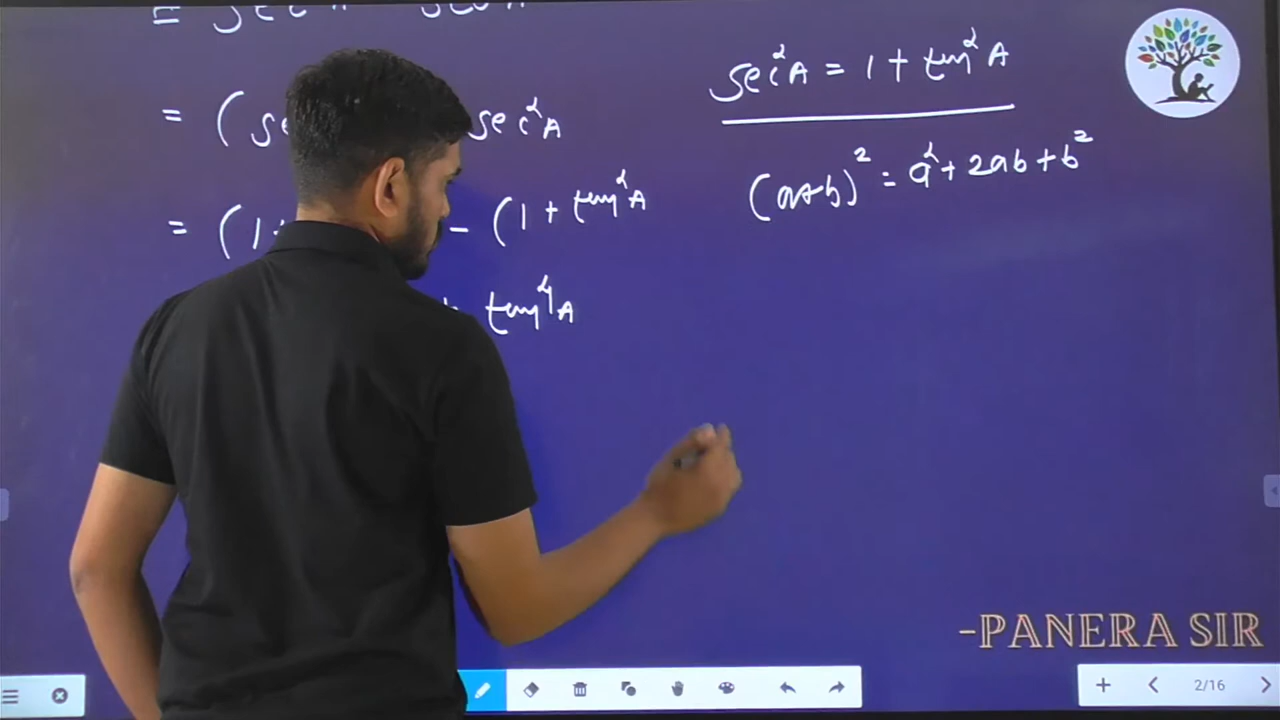 = (se sec²A
= (1+ - (1 + tan²A
tan⁴A
sec²A = 1 + tan²A
(a+b)² = a² + 2ab + b²
-PANERA SIR
2/16